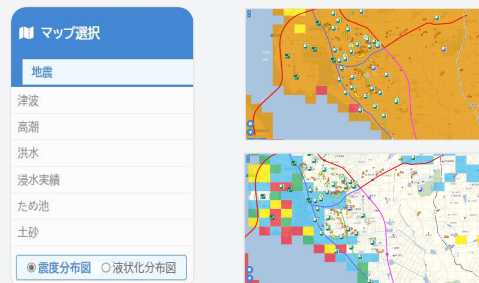 マップ選択
地震
津波
高潮
洪水
浸水実績
ため池
土砂
震度分布図 液状化分布図